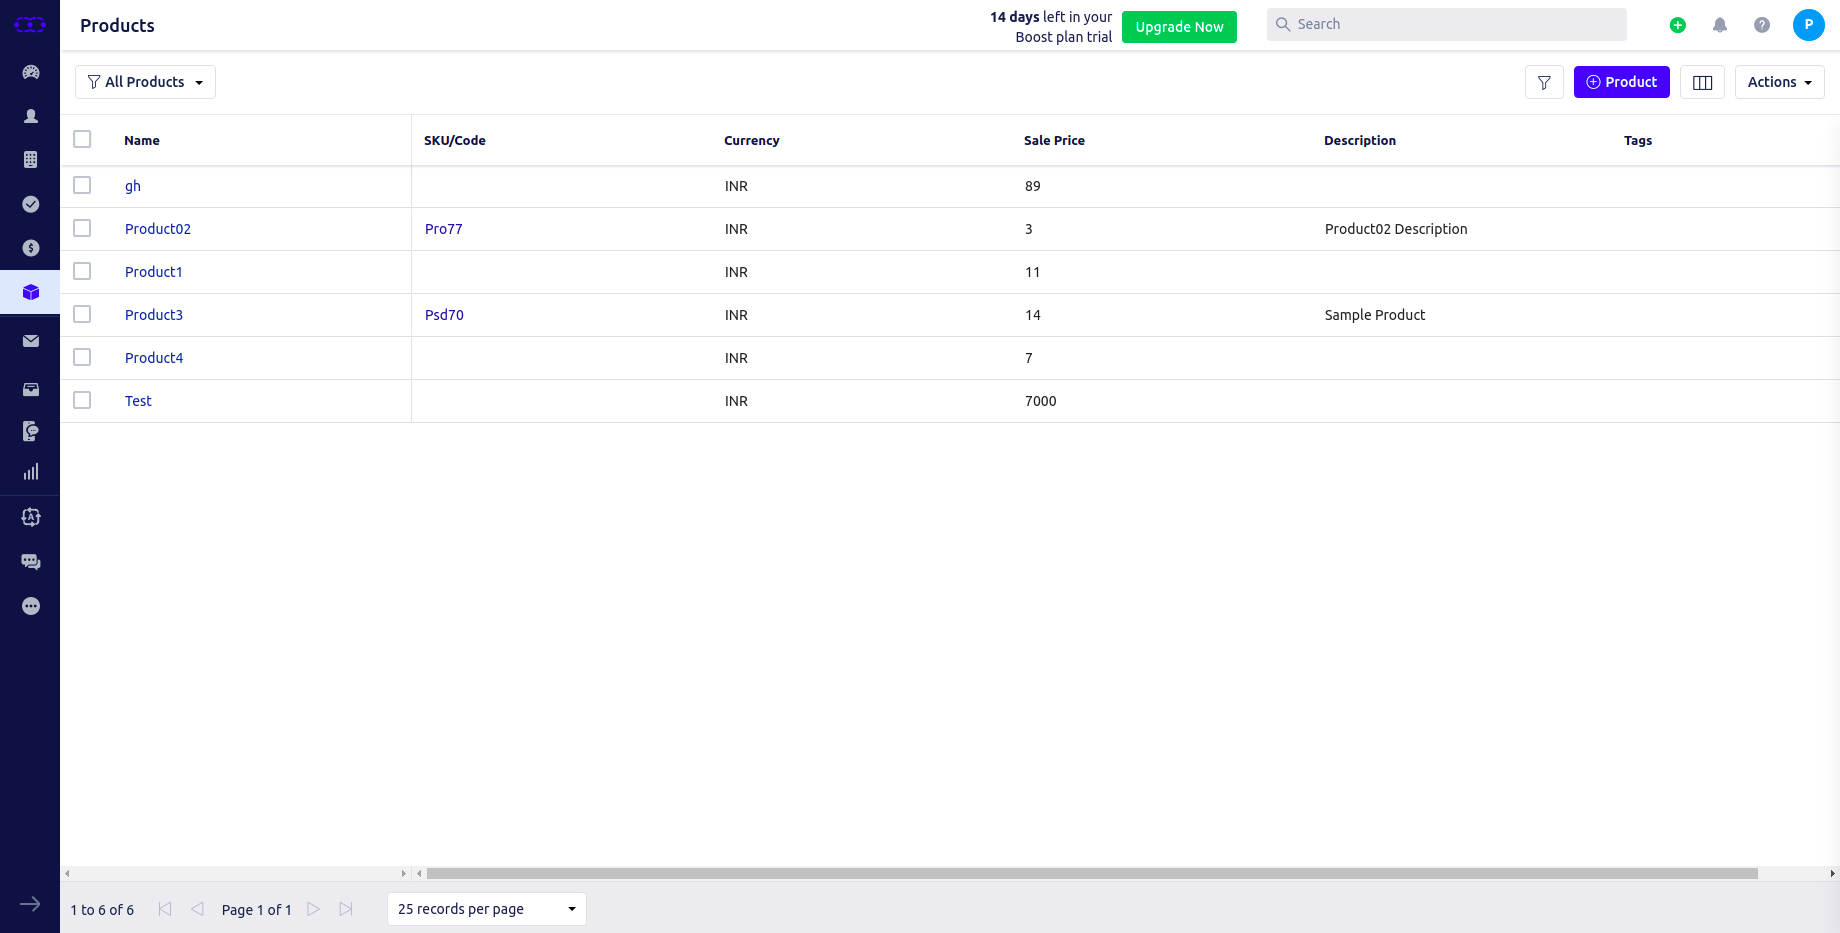 Products
14 days left in your
Boost plan trial
Upgrade Now
Search
P
All Products
Product
Actions
Name SKU/Code Currency Sale Price Description Tags
gh INR 89
Product02 Pro77 INR 3 Product02 Description
Product1 INR 11
Product3 Psd70 INR 14 Sample Product
Product4 INR 7
Test INR 7000
1 to 6 of 6 Page 1 of 1 25 records per page